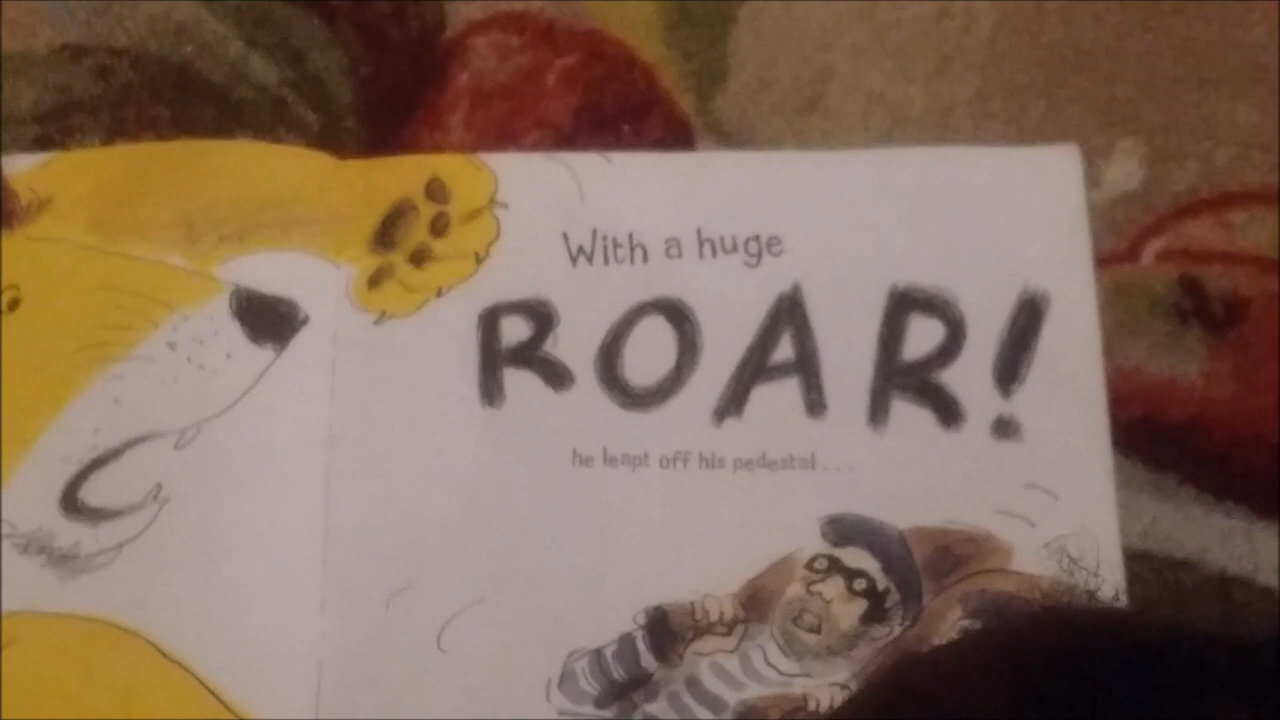 With a huge
ROAR!
he leapt off his pedestal . . .